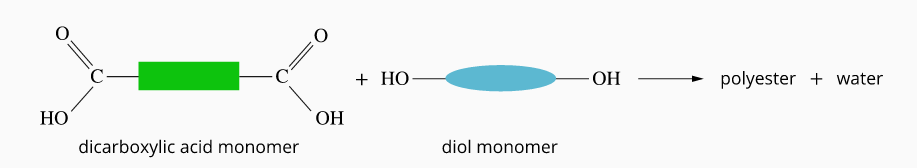 O O
C C + HO OH polyester + water
HO OH
dicarboxylic acid monomer diol monomer